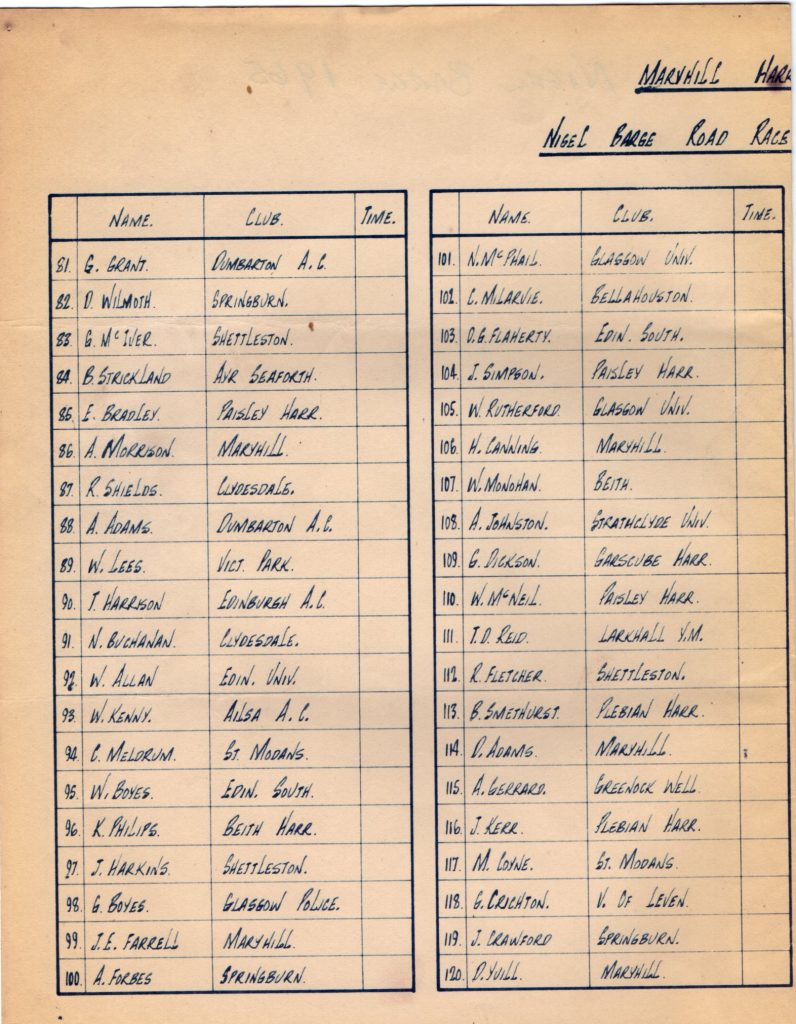 MARYHILL
NIGEL BARGE ROAD RACE
NAME. CLUB. TIME.
81. G. GRANT. DUMBARTON A.C.
82. D. WILMOTH. SPRINGBURN.
83. G. McIVER. SHETTLESTON.
84. B. STRICKLAND AYR SEAFORTH.
85. E. BRADLEY. PAISLEY HARR.
86. A. MORRISON. MARYHILL.
87. R. SHIELDS. CLYDESDALE.
88. A. ADAMS. DUMBARTON A.C.
89. W. LEES. VICT. PARK.
90. J. HARRISON EDINBURGH A.C.
91. N. BUCHANAN. CLYDESDALE.
92. W. ALLAN EDIN. UNIV.
93. W. KENNY. AILSA A.C.
94. C. MELDRUM. ST. MODANS.
95. W. BOYES. EDIN. SOUTH.
96. K. PHILIPS. BEITH HARR.
97. J. HARKINS. SHETTLESTON.
98. G. BOYES. GLASGOW POLICE.
99. J.E. FARRELL MARYHILL.
100. A. FORBES SPRINGBURN.
NAME. CLUB. TIME.
101. N. McPHAIL. GLASGOW UNIV.
102. C. MILARVIE. BELLAHOUSTON.
103. D.G. FLAHERTY. EDIN. SOUTH.
104. J. SIMPSON. PAISLEY HARR.
105. W. RUTHERFORD. GLASGOW UNIV.
106. H. CANNING. MARYHILL.
107. W. MONOHAN. BEITH.
108. A. JOHNSTON. STRATHCLYDE UNIV.
109. G. DICKSON. GARSCUBE HARR.
110. W. McNEIL. PAISLEY HARR.
111. T.D. REID. LARKHALL Y.M.
112. R. FLETCHER. SHETTLESTON.
113. B. SMETHURST. PLEBIAN HARR.
114. D. ADAMS. MARYHILL.
115. A. GERRARD. GREENOCK WELL.
116. J. KERR. PLEBIAN HARR.
117. M. COYNE. ST. MODANS.
118. G. CRICHTON. V. OF LEVEN.
119. J. CRAWFORD SPRINGBURN.
120. D. YUILL. MARYHILL.